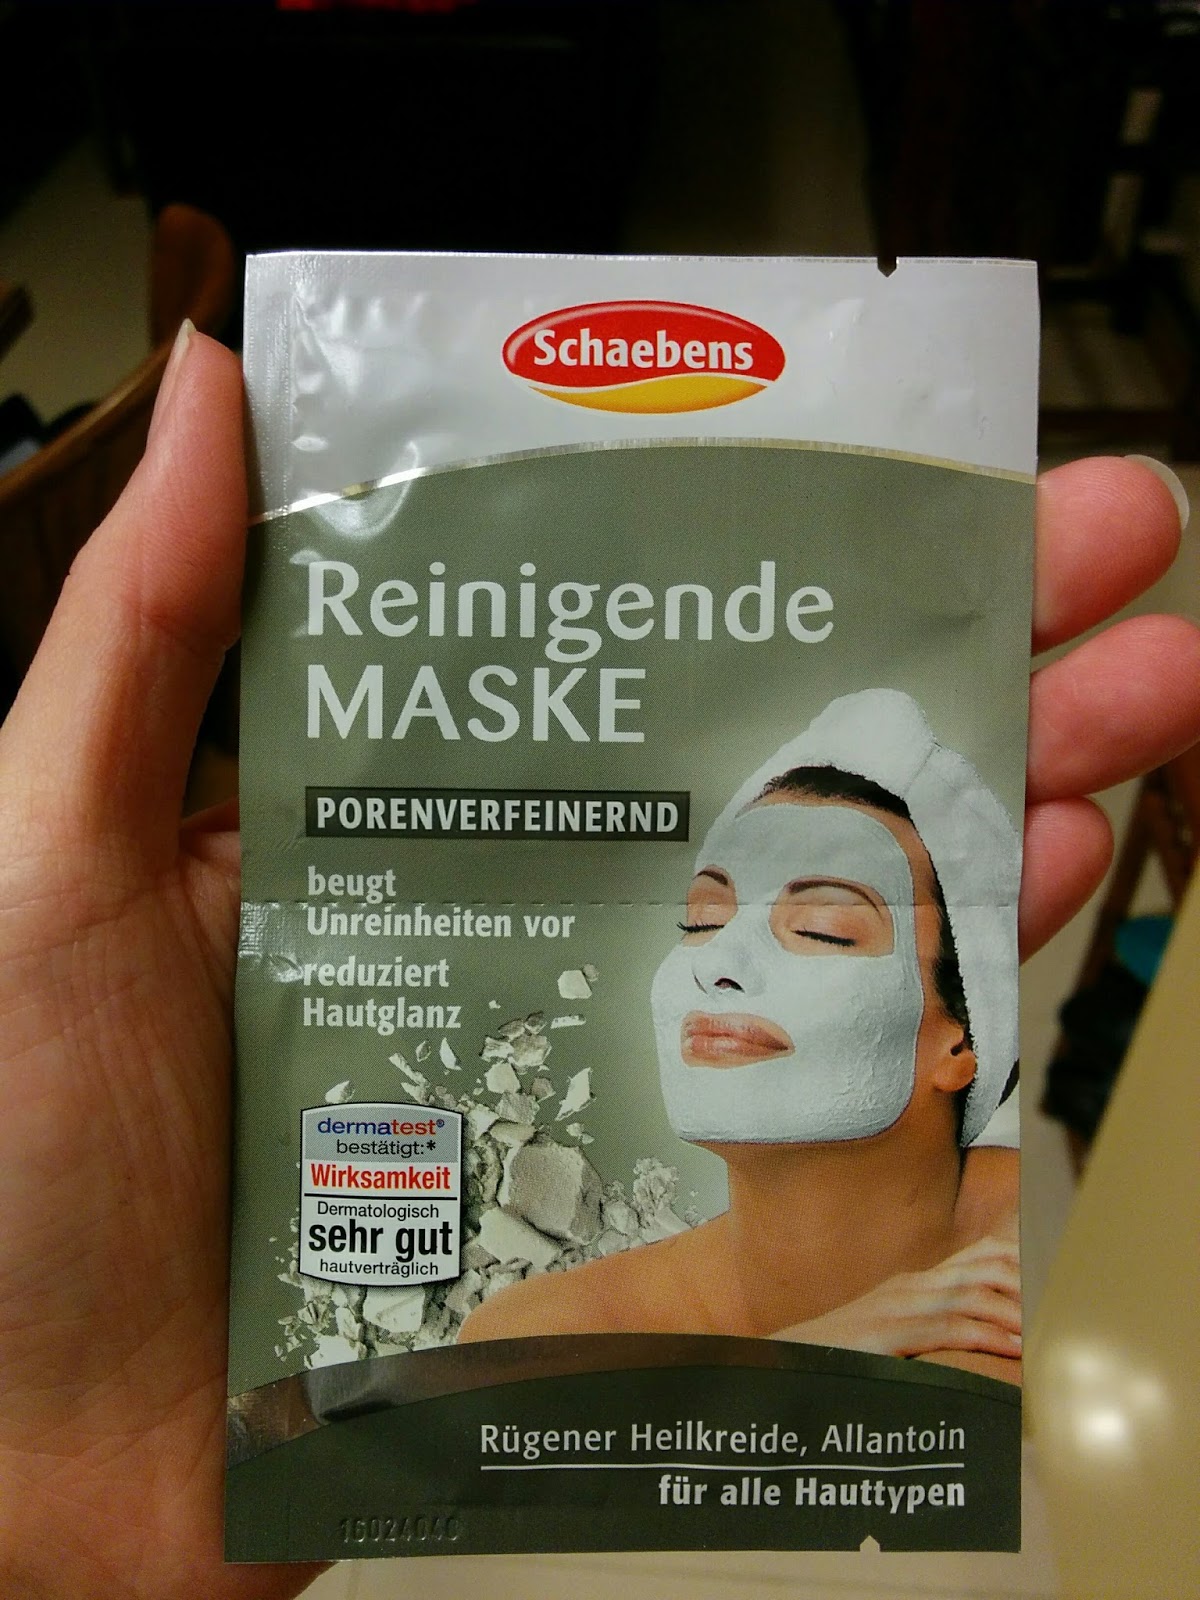 Schaebens
Reinigende
MASKE
PORENVERFEINERND
beugt
Unreinheiten vor
reduziert
Hautglanz
dermatest®
bestätigt:*
Wirksamkeit
Dermatologisch
sehr gut
hautverträglich
Rügener Heilkreide, Allantoin
für alle Hauttypen